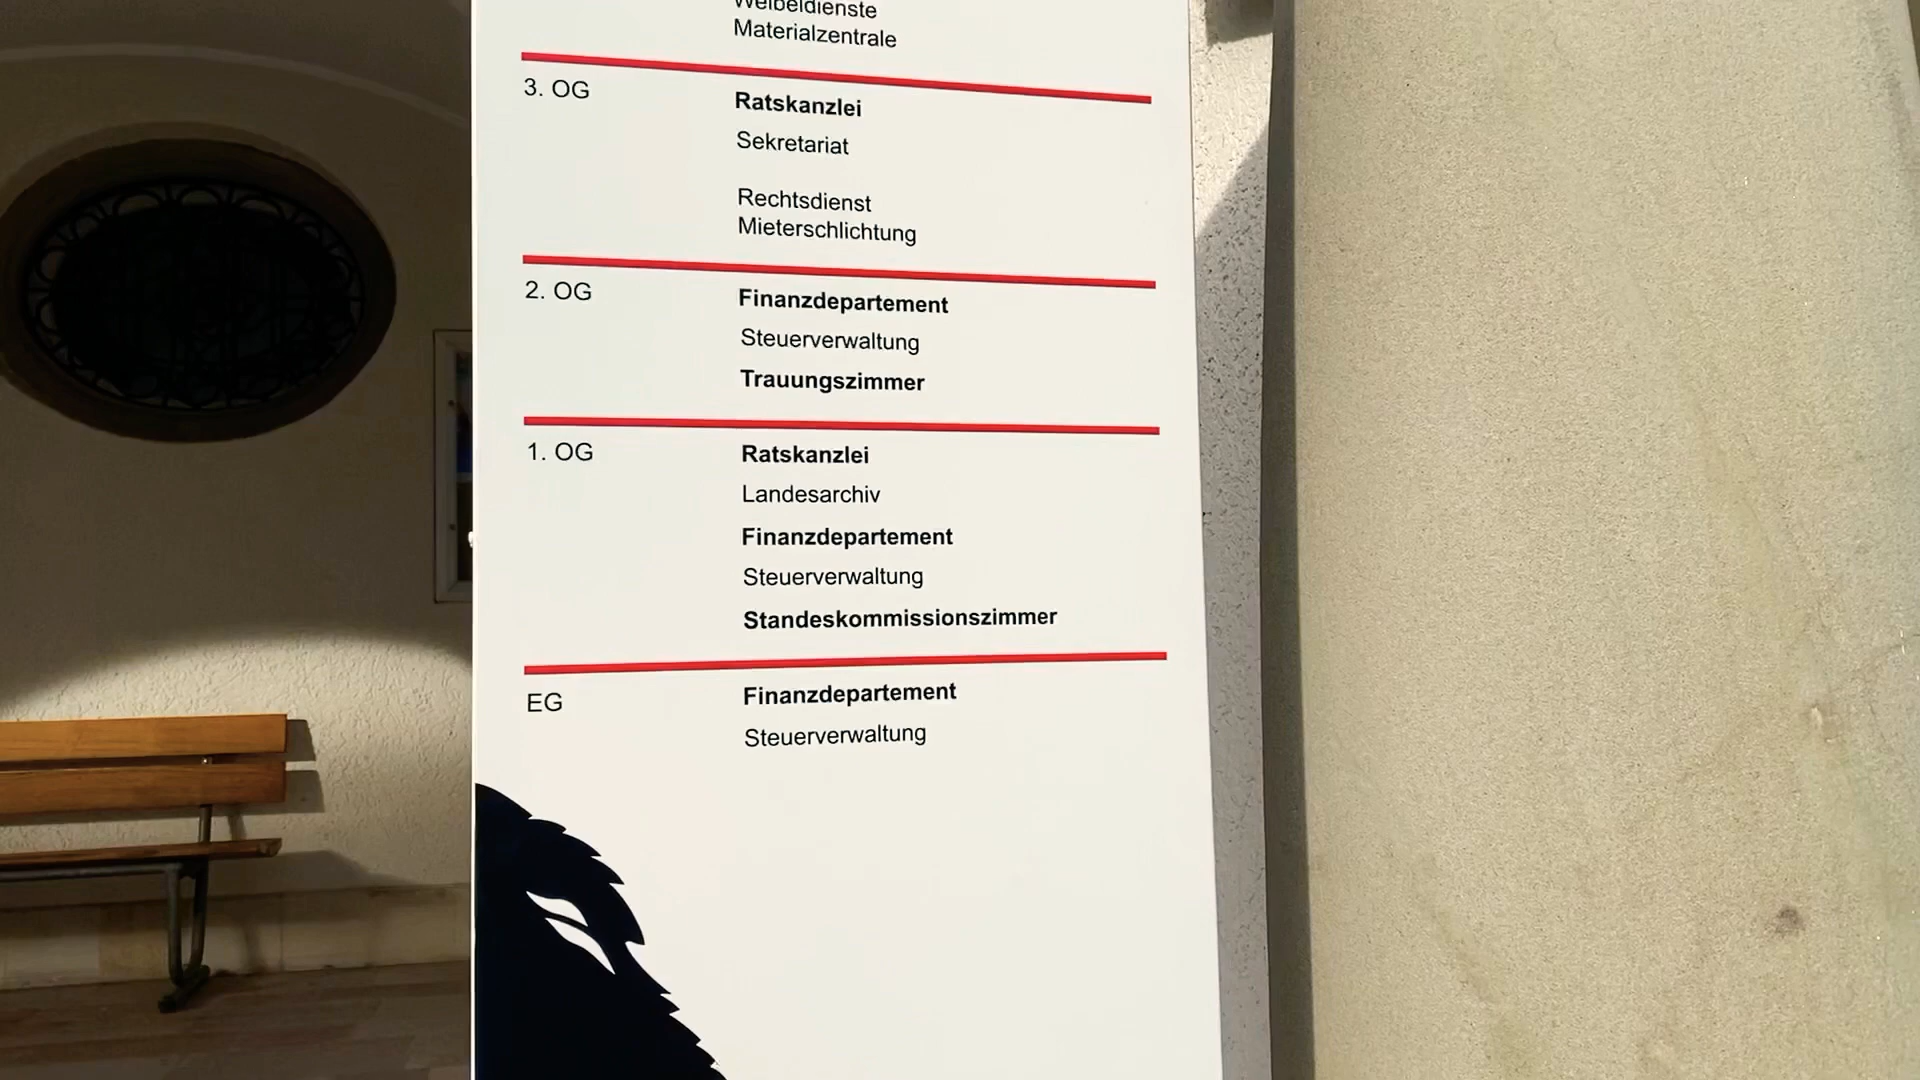 Weibeldienste
Materialzentrale
3. OG
Ratskanzlei
Sekretariat
Rechtsdienst
Mieterschlichtung
2. OG
Finanzdepartement
Steuerverwaltung
Trauungszimmer
1. OG
Ratskanzlei
Landesarchiv
Finanzdepartement
Steuerverwaltung
Standeskommissionszimmer
EG
Finanzdepartement
Steuerverwaltung